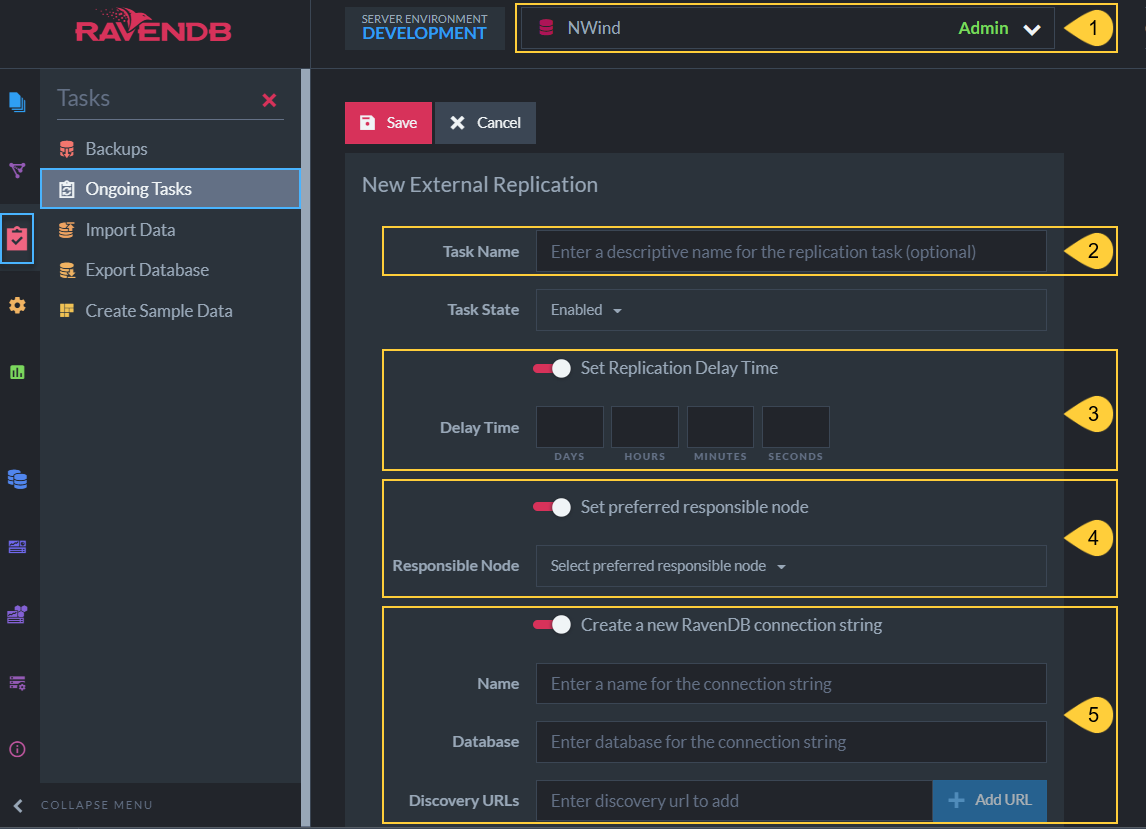 RAVENDB
SERVER ENVIRONMENT
DEVELOPMENT
NWind Admin 1
Tasks
Backups
Ongoing Tasks
Import Data
Export Database
Create Sample Data
COLLAPSE MENU
Save Cancel
New External Replication
Task Name Enter a descriptive name for the replication task (optional) 2
Task State Enabled
Set Replication Delay Time
Delay Time 3
DAYS HOURS MINUTES SECONDS
Set preferred responsible node
4
Responsible Node Select preferred responsible node
Create a new RavenDB connection string
Name Enter a name for the connection string
5
Database Enter database for the connection string
Discovery URLs Enter discovery url to add Add URL